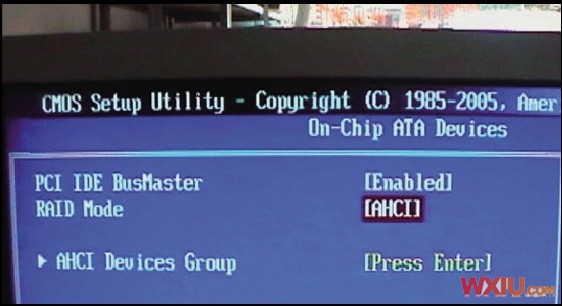 CMOS Setup Utility - Copyright (C) 1985-2005, Amer
On-Chip ATA Devices
PCI IDE BusMaster [Enabled]
RAID Mode [AHCI]
▶ AHCI Devices Group [Press Enter]
WXIU.COM